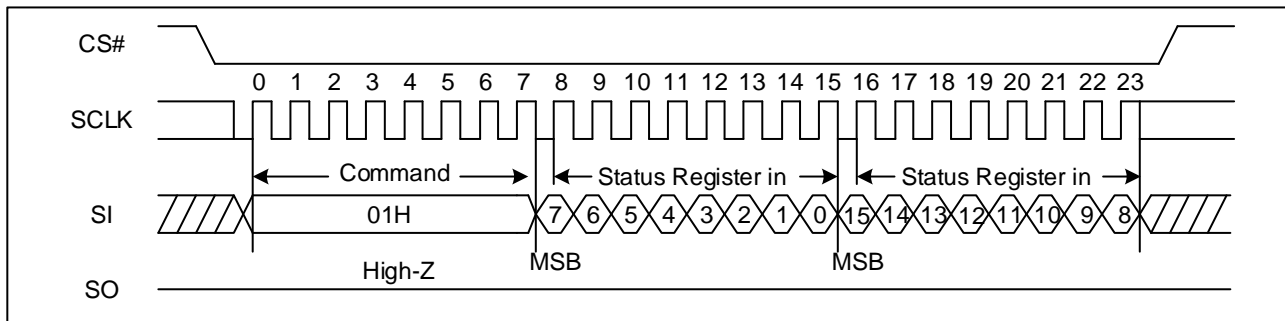 CS#
0 1 2 3 4 5 6 7 8 9 10 11 12 13 14 15 16 17 18 19 20 21 22 23
SCLK
Command Status Register in Status Register in
SI 01H 7 6 5 4 3 2 1 0 15 14 13 12 11 10 9 8
High-Z MSB MSB
SO